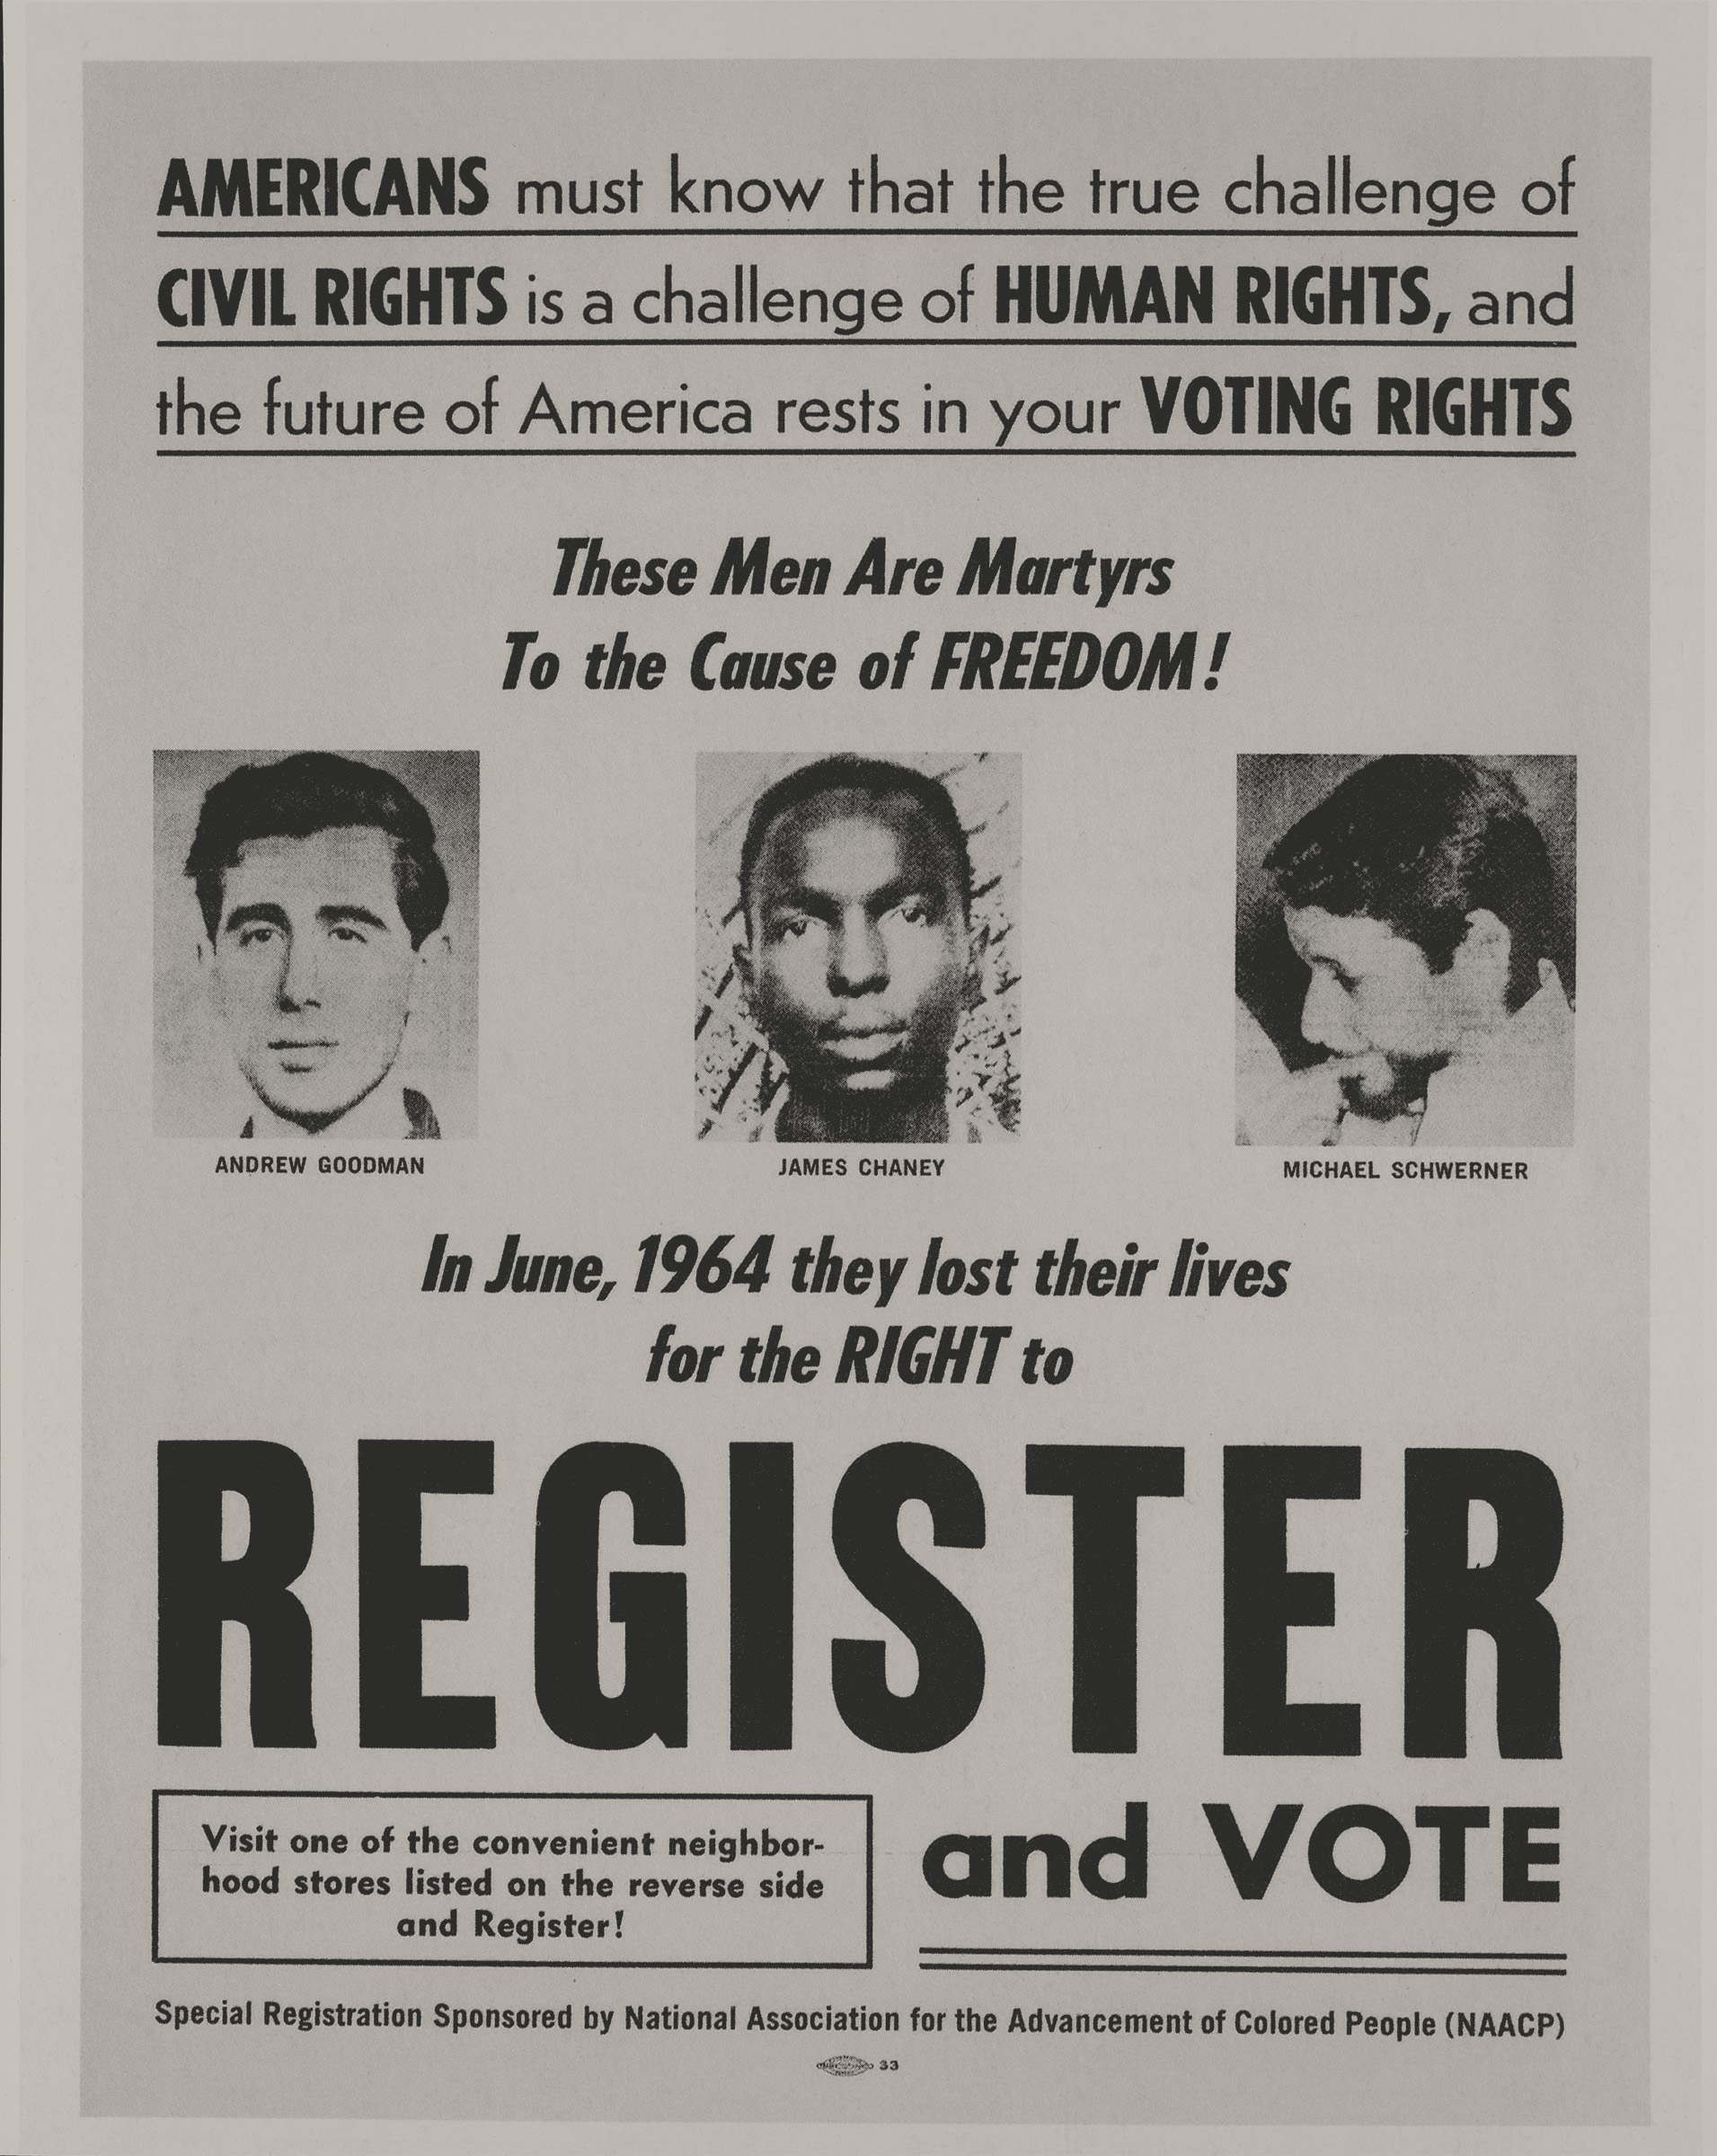 AMERICANS must know that the true challenge of
CIVIL RIGHTS is a challenge of HUMAN RIGHTS, and
the future of America rests in your VOTING RIGHTS
These Men Are Martyrs
To the Cause of FREEDOM!
ANDREW GOODMAN
JAMES CHANEY
MICHAEL SCHWERNER
In June, 1964 they lost their lives
for the RIGHT to
REGISTER
and VOTE
Visit one of the convenient neighbor-
hood stores listed on the reverse side
and Register!
Special Registration Sponsored by National Association for the Advancement of Colored People (NAACP)
33